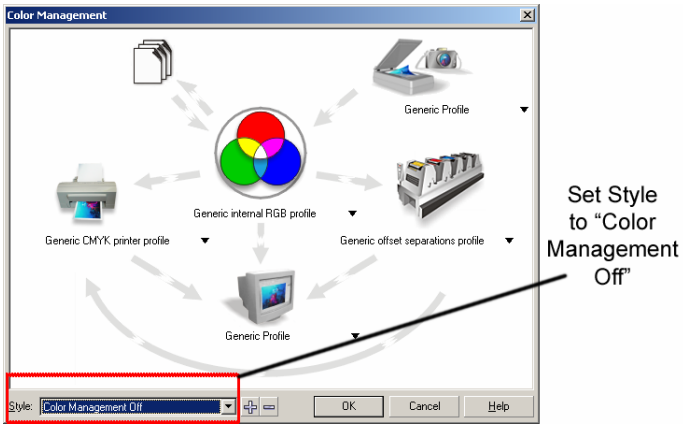 Color Management
Generic Profile
Generic internal RGB profile
Generic CMYK printer profile
Generic offset separations profile
Generic Profile
Set Style
to “Color
Management
Off”
Style: Color Management Off
OK
Cancel
Help